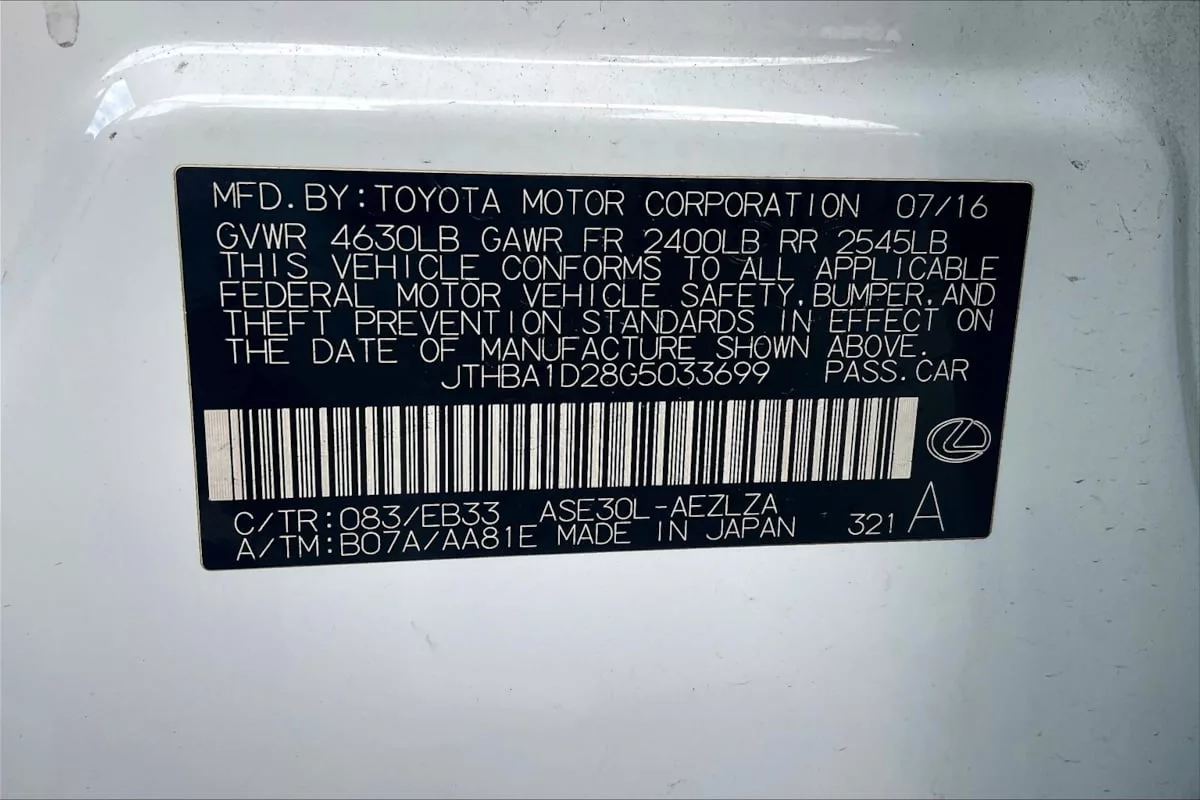 MFD.BY:TOYOTA MOTOR CORPORATION 07/16
GVWR 4630LB GAWR FR 2400LB RR 2545LB
THIS VEHICLE CONFORMS TO ALL APPLICABLE
FEDERAL MOTOR VEHICLE SAFETY,BUMPER,AND
THEFT PREVENTION STANDARDS IN EFFECT ON
THE DATE OF MANUFACTURE SHOWN ABOVE.
JTHBA1D28G5033699 PASS.CAR
C/TR:083/EB33 ASE30L-AEZLZA
A/TM:B07A/AA81E MADE IN JAPAN 321 A